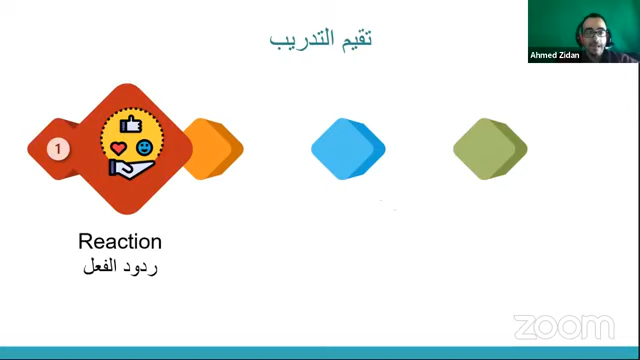 تقيم التدريب
Ahmed Zidan
1
Reaction
ردود الفعل
zoom